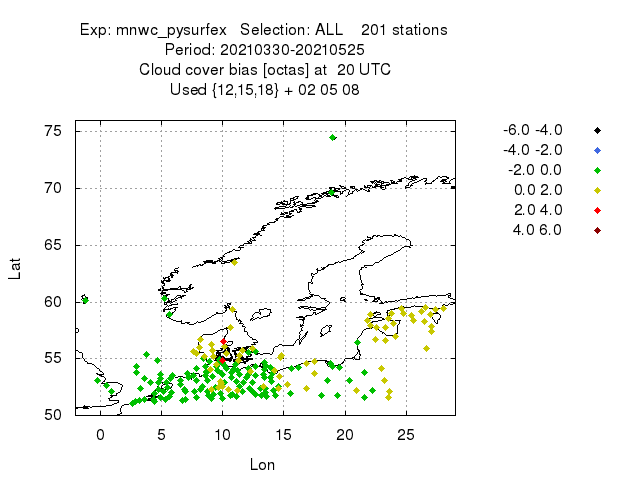 Exp: mnwc_pysurfex   Selection: ALL    201 stations
Period: 20210330-20210525
Cloud cover bias [octas] at  20 UTC
Used {12,15,18} + 02 05 08
-6.0 -4.0
-4.0 -2.0
-2.0 0.0
0.0 2.0
2.0 4.0
4.0 6.0
75
70
65
60
55
50
Lat
0 5 10 15 20 25
Lon